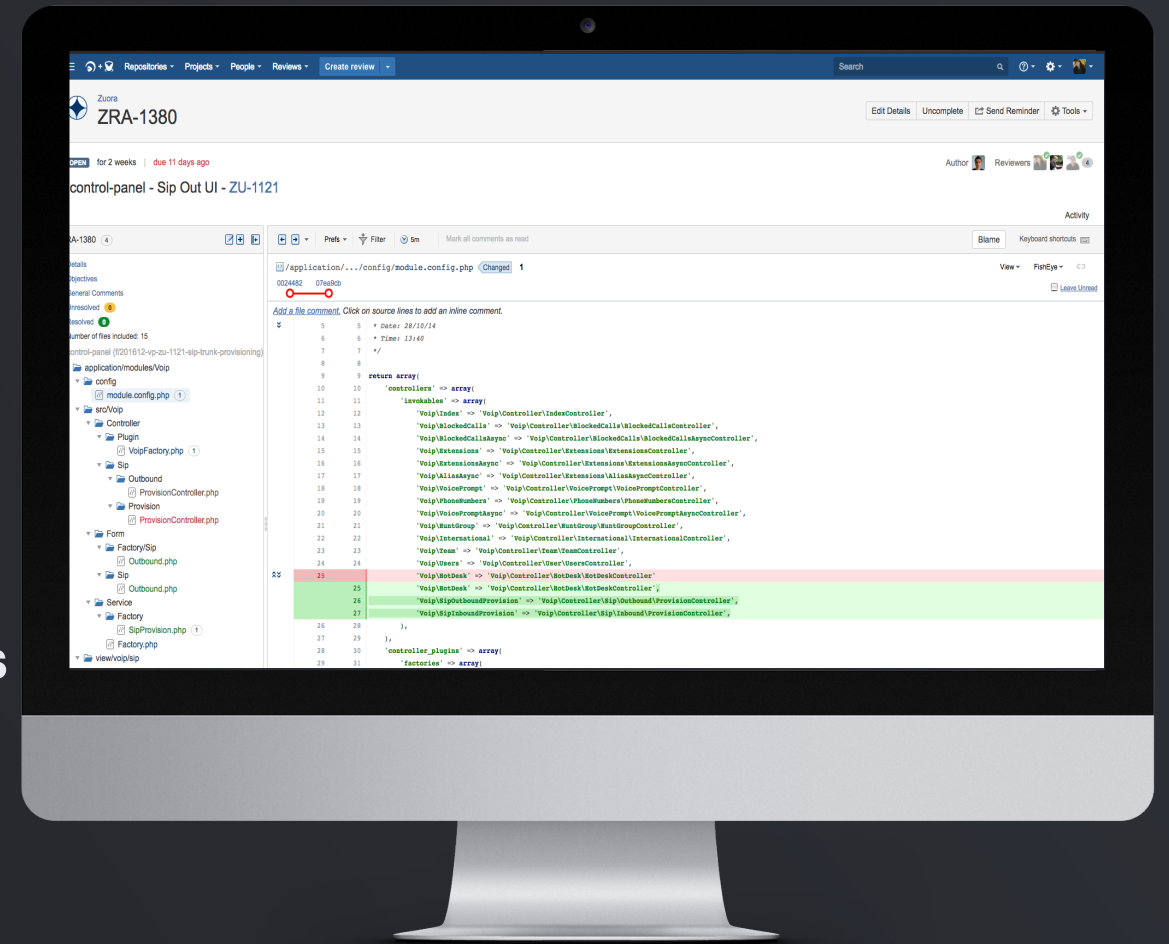 Repositories Projects People Reviews Create review Search
Zuora
ZRA-1380
Edit Details Uncomplete Send Reminder Tools
OPEN for 2 weeks due 11 days ago
Author Reviewers 4
control-panel - Sip Out UI - ZU-1121
Activity
RA-1380 4
Prefs Filter 5m Mark all comments as read Blame Keyboard shortcuts
Details
Objectives
General Comments
Unresolved 0
Resolved 0
Number of files included: 15
control-panel (f/201612-vp-zu-1121-sip-trunk-provisioning)
application/modules/Voip
config
module.config.php 1
src/Voip
Controller
Plugin
VoipFactory.php 1
Sip
Outbound
ProvisionController.php
Provision
ProvisionController.php
Form
Factory/Sip
Outbound.php
Sip
Outbound.php
Service
Factory
SipProvision.php 1
Factory.php
view/voip/sip
/application/.../config/module.config.php Changed 1
View FishEye
0024482 07ea9cb
Leave Unread
Add a file comment. Click on source lines to add an inline comment.
5 5 * Date: 28/10/14
6 6 * Time: 13:40
7 7 */
8 8
9 9 return array(
10 10 'controllers' => array(
11 11 'invokables' => array(
12 12 'Voip\Index' => 'Voip\Controller\IndexController',
13 13 'Voip\BlockedCalls' => 'Voip\Controller\BlockedCalls\BlockedCallsController',
14 14 'Voip\BlockedCallsAsync' => 'Voip\Controller\BlockedCalls\BlockedCallsAsyncController',
15 15 'Voip\Extensions' => 'Voip\Controller\Extensions\ExtensionsController',
16 16 'Voip\ExtensionsAsync' => 'Voip\Controller\Extensions\ExtensionsAsyncController',
17 17 'Voip\AliasAsync' => 'Voip\Controller\Extensions\AliasAsyncController',
18 18 'Voip\VoicePrompt' => 'Voip\Controller\VoicePrompt\VoicePromptController',
19 19 'Voip\PhoneNumbers' => 'Voip\Controller\PhoneNumbers\PhoneNumbersController',
20 20 'Voip\VoicePromptAsync' => 'Voip\Controller\VoicePrompt\VoicePromptAsyncController',
21 21 'Voip\HuntGroup' => 'Voip\Controller\HuntGroup\HuntGroupController',
22 22 'Voip\International' => 'Voip\Controller\International\InternationalController',
23 23 'Voip\Team' => 'Voip\Controller\Team\TeamController',
24 24 'Voip\Users' => 'Voip\Controller\User\UsersController',
25 'Voip\HotDesk' => 'Voip\Controller\HotDesk\HotDeskController'
25 'Voip\HotDesk' => 'Voip\Controller\HotDesk\HotDeskController',
26 'Voip\SipOutboundProvision' => 'Voip\Controller\Sip\Outbound\ProvisionController',
27 'Voip\SipInboundProvision' => 'Voip\Controller\Sip\Inbound\ProvisionController',
26 28 ),
27 29 ),
28 30 'controller_plugins' => array(
29 31 'factories' => array(
s